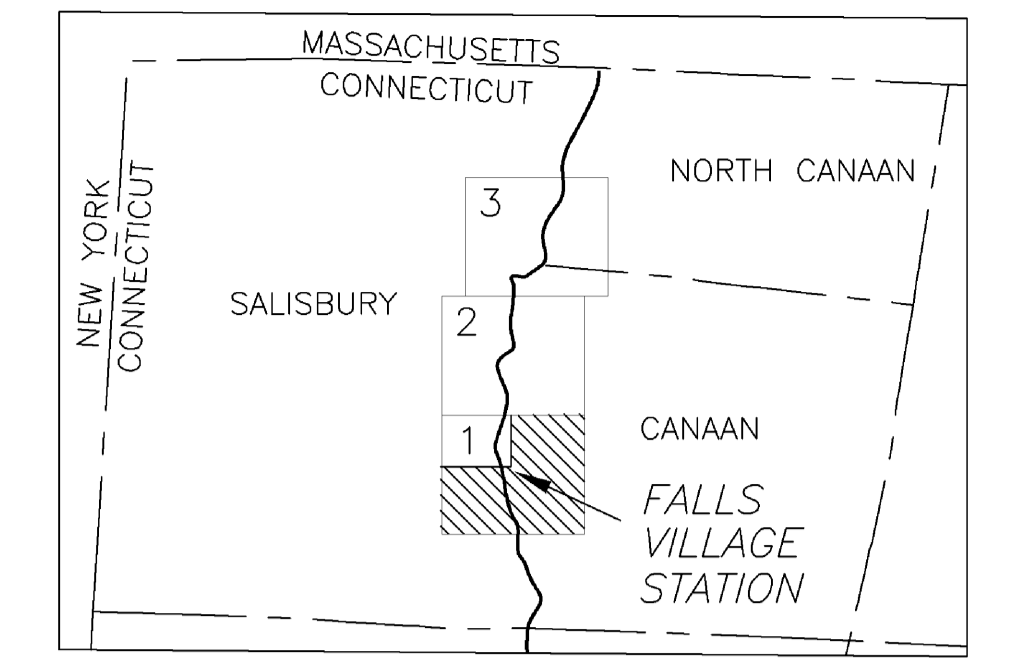 MASSACHUSETTS
CONNECTICUT
NEW YORK
CONNECTICUT
NORTH CANAAN
3
SALISBURY
2
1
CANAAN
FALLS
VILLAGE
STATION